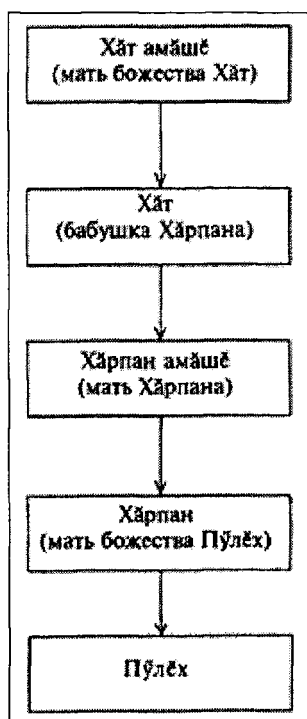 Хӑт амӑшӗ
(мать божества Хӑт)
Хӑт
(бабушка Хӑрпана)
Хӑрпан амӑшӗ
(мать Хӑрпана)
Хӑрпан
(мать божества Пӳлӗх)
Пӳлӗх